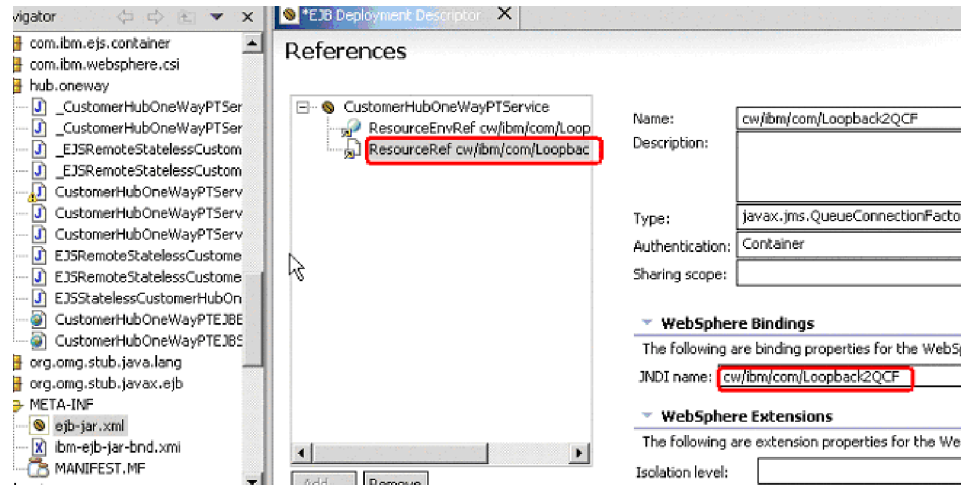 vigator
com.ibm.ejs.container
com.ibm.websphere.csi
hub.oneway
_CustomerHubOneWayPTSer
_CustomerHubOneWayPTSer
_EJSRemoteStatelessCustom
_EJSRemoteStatelessCustom
CustomerHubOneWayPTServ
CustomerHubOneWayPTServ
CustomerHubOneWayPTServ
EJSRemoteStatelessCustome
EJSRemoteStatelessCustome
EJSStatelessCustomerHubOn
CustomerHubOneWayPTEJBE
CustomerHubOneWayPTEJBS
org.omg.stub.java.lang
org.omg.stub.javax.ejb
META-INF
ejb-jar.xml
ibm-ejb-jar-bnd.xmi
MANIFEST.MF
*EJB Deployment Descriptor
References
CustomerHubOneWayPTService
ResourceEnvRef cw/ibm/com/Loop
ResourceRef cw/ibm/com/Loopbac
Add...
Remove
Name: cw/ibm/com/Loopback2QCF
Description:
Type: javax.jms.QueueConnectionFacto
Authentication: Container
Sharing scope:
WebSphere Bindings
The following are binding properties for the WebSp
JNDI name: cw/ibm/com/Loopback2QCF
WebSphere Extensions
The following are extension properties for the We
Isolation level: